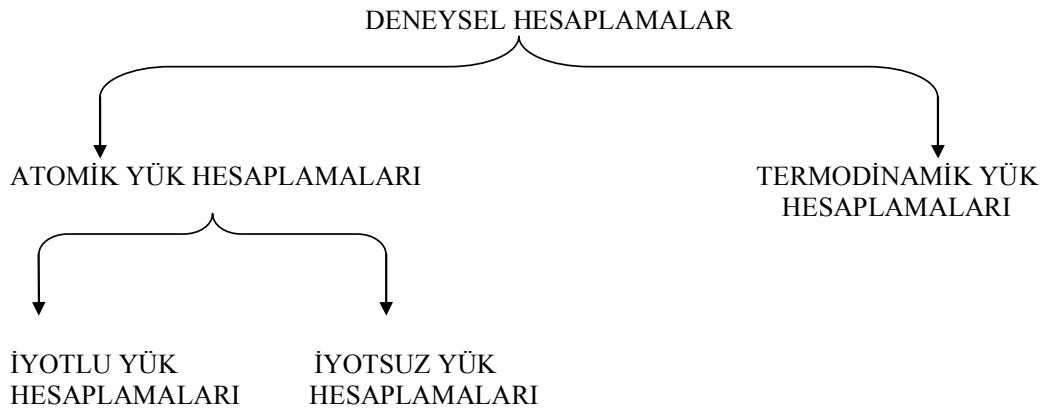 DENEYSEL HESAPLAMALAR
ATOMİK YÜK HESAPLAMALARI
TERMODİNAMİK YÜK
HESAPLAMALARI
İYOTLU YÜK
HESAPLAMALARI
İYOTSUZ YÜK
HESAPLAMALARI